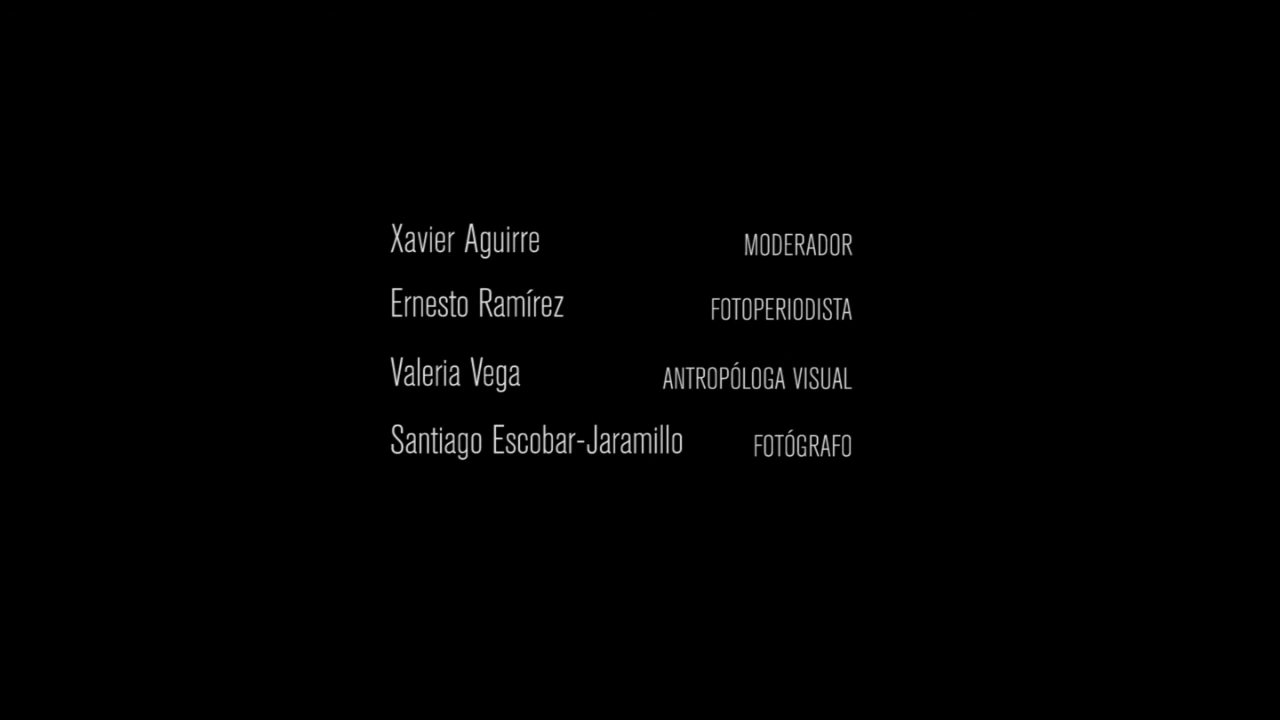 Xavier Aguirre MODERADOR
Ernesto Ramírez FOTOPERIODISTA
Valeria Vega ANTROPÓLOGA VISUAL
Santiago Escobar-Jaramillo FOTÓGRAFO